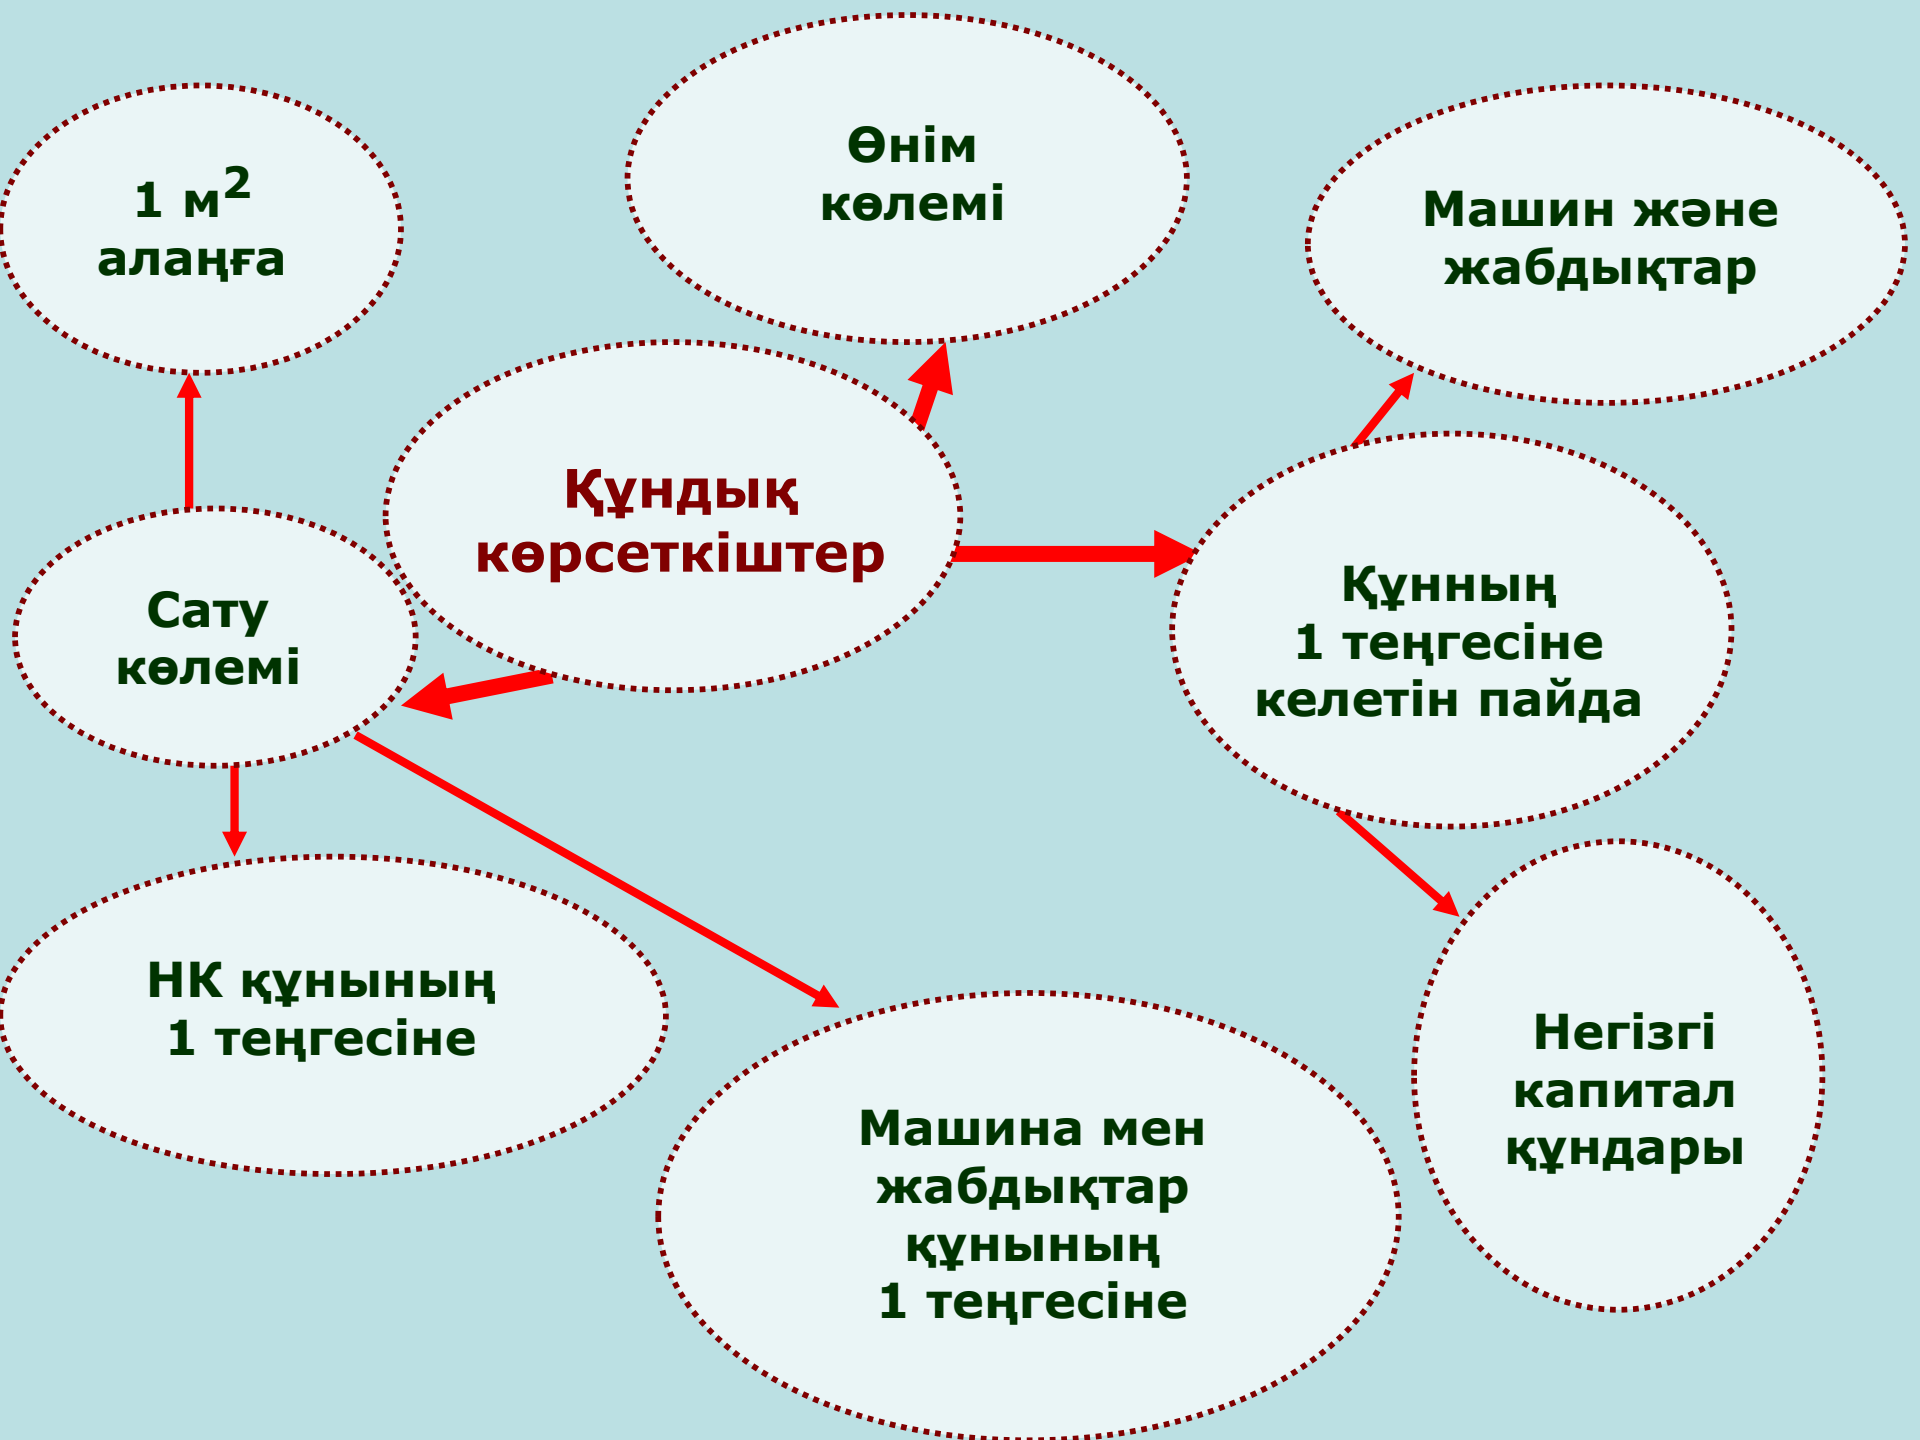 Өнім
көлемі
1 м²
алаңға
Машин және
жабдықтар
Құндық
көрсеткіштер
Сату
көлемі
Құнның
1 теңгесіне
келетін пайда
НК құнының
1 теңгесіне
Машина мен
жабдықтар
құнының
1 теңгесіне
Негізгі
капитал
құндары